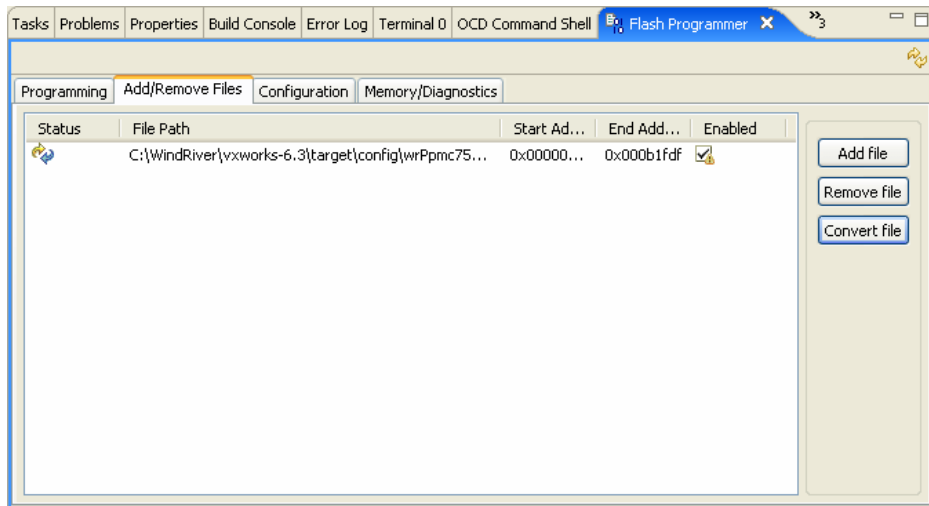 Tasks Problems Properties Build Console Error Log Terminal 0 OCD Command Shell Flash Programmer »3
Programming Add/Remove Files Configuration Memory/Diagnostics
Status File Path Start Ad... End Add... Enabled
C:\WindRiver\vxworks-6.3\target\config\wrPpmc75... 0x00000... 0x000b1fdf
Add file
Remove file
Convert file